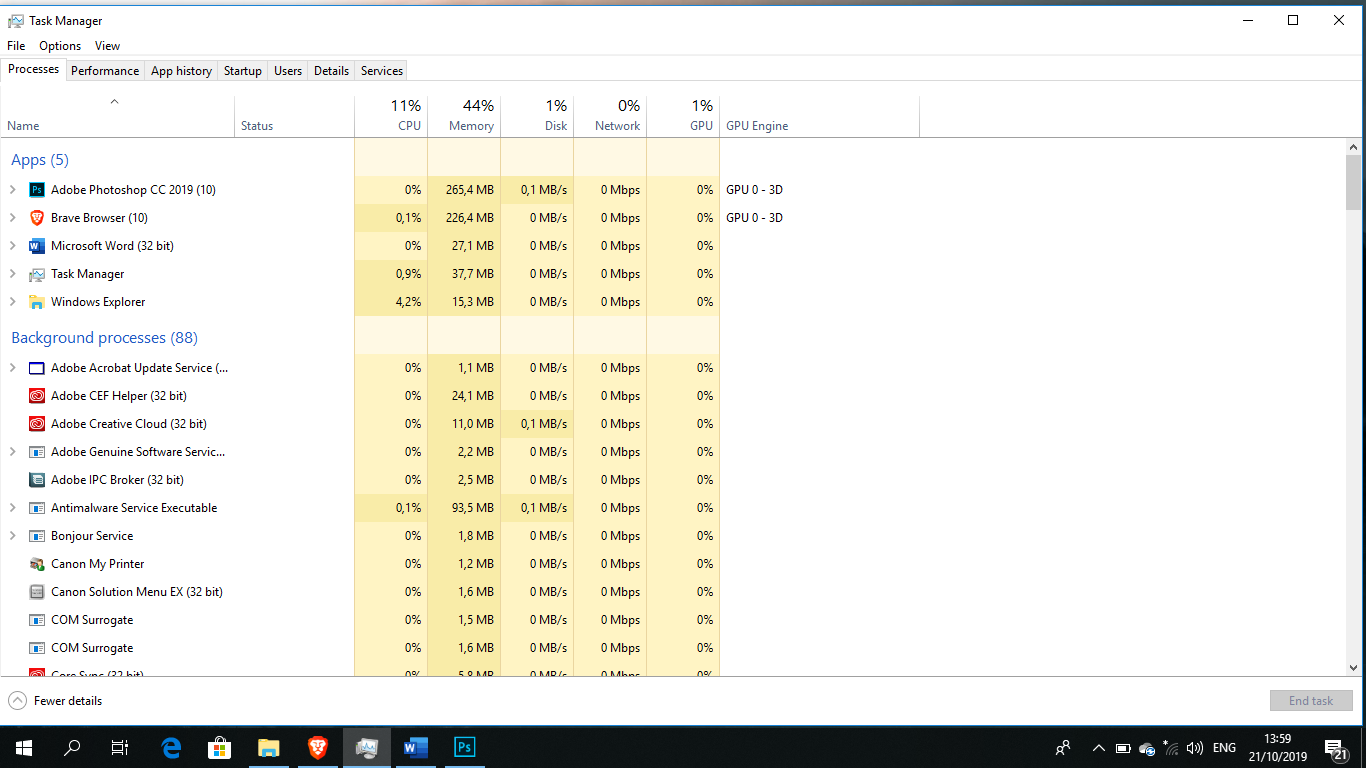 Task Manager
File Options View
Processes Performance App history Startup Users Details Services
11% 44% 1% 0% 1%
Name Status CPU Memory Disk Network GPU GPU Engine
Apps (5)
Adobe Photoshop CC 2019 (10) 0% 265,4 MB 0,1 MB/s 0 Mbps 0% GPU 0 - 3D
Brave Browser (10) 0,1% 226,4 MB 0 MB/s 0 Mbps 0% GPU 0 - 3D
Microsoft Word (32 bit) 0% 27,1 MB 0 MB/s 0 Mbps 0%
Task Manager 0,9% 37,7 MB 0 MB/s 0 Mbps 0%
Windows Explorer 4,2% 15,3 MB 0 MB/s 0 Mbps 0%
Background processes (88)
Adobe Acrobat Update Service (... 0% 1,1 MB 0 MB/s 0 Mbps 0%
Adobe CEF Helper (32 bit) 0% 24,1 MB 0 MB/s 0 Mbps 0%
Adobe Creative Cloud (32 bit) 0% 11,0 MB 0,1 MB/s 0 Mbps 0%
Adobe Genuine Software Servic... 0% 2,2 MB 0 MB/s 0 Mbps 0%
Adobe IPC Broker (32 bit) 0% 2,5 MB 0 MB/s 0 Mbps 0%
Antimalware Service Executable 0,1% 93,5 MB 0,1 MB/s 0 Mbps 0%
Bonjour Service 0% 1,8 MB 0 MB/s 0 Mbps 0%
Canon My Printer 0% 1,2 MB 0 MB/s 0 Mbps 0%
Canon Solution Menu EX (32 bit) 0% 1,6 MB 0 MB/s 0 Mbps 0%
COM Surrogate 0% 1,5 MB 0 MB/s 0 Mbps 0%
COM Surrogate 0% 1,6 MB 0 MB/s 0 Mbps 0%
Core Sync (32 bit) 0% 5,8 MB 0 MB/s 0 Mbps 0%
Fewer details End task
ENG 13:59
21/10/2019 21